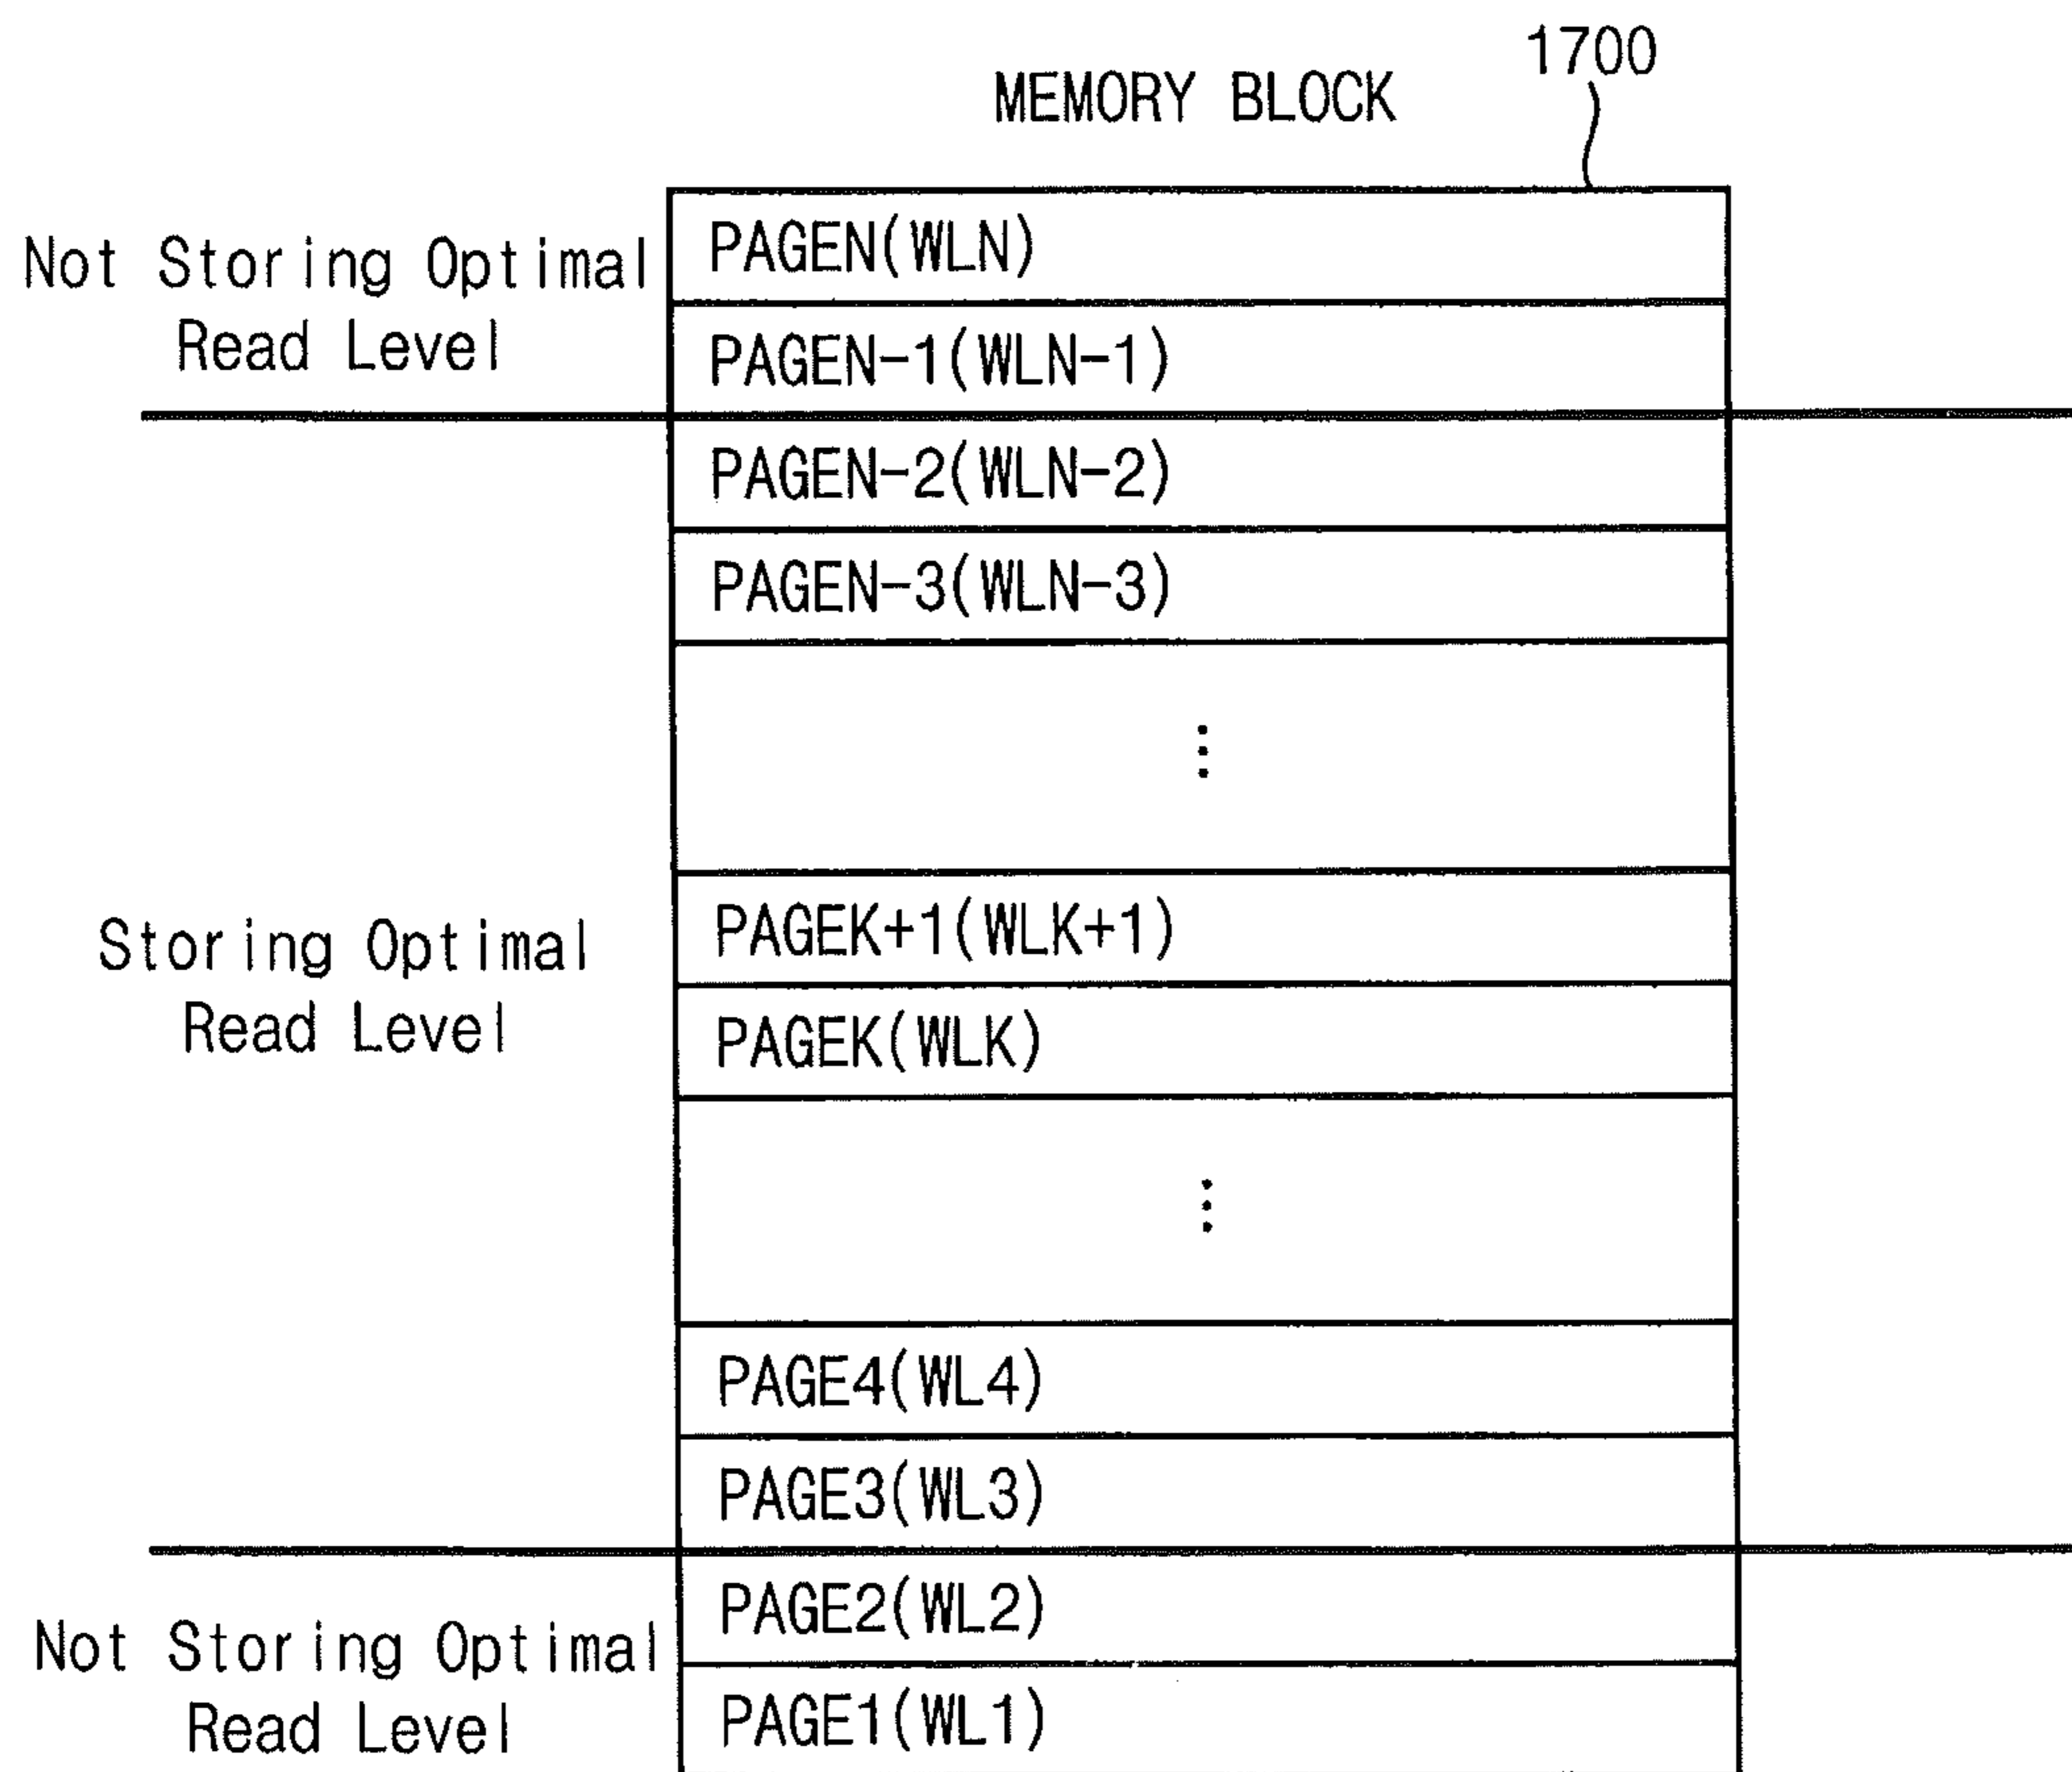 1700
MEMORY BLOCK
Not Storing Optimal
Read Level
PAGEN(WLN)
PAGEN-1(WLN-1)
PAGEN-2(WLN-2)
PAGEN-3(WLN-3)
⋮
Storing Optimal
Read Level
PAGEK+1(WLK+1)
PAGEK(WLK)
⋮
PAGE4(WL4)
PAGE3(WL3)
Not Storing Optimal
Read Level
PAGE2(WL2)
PAGE1(WL1)